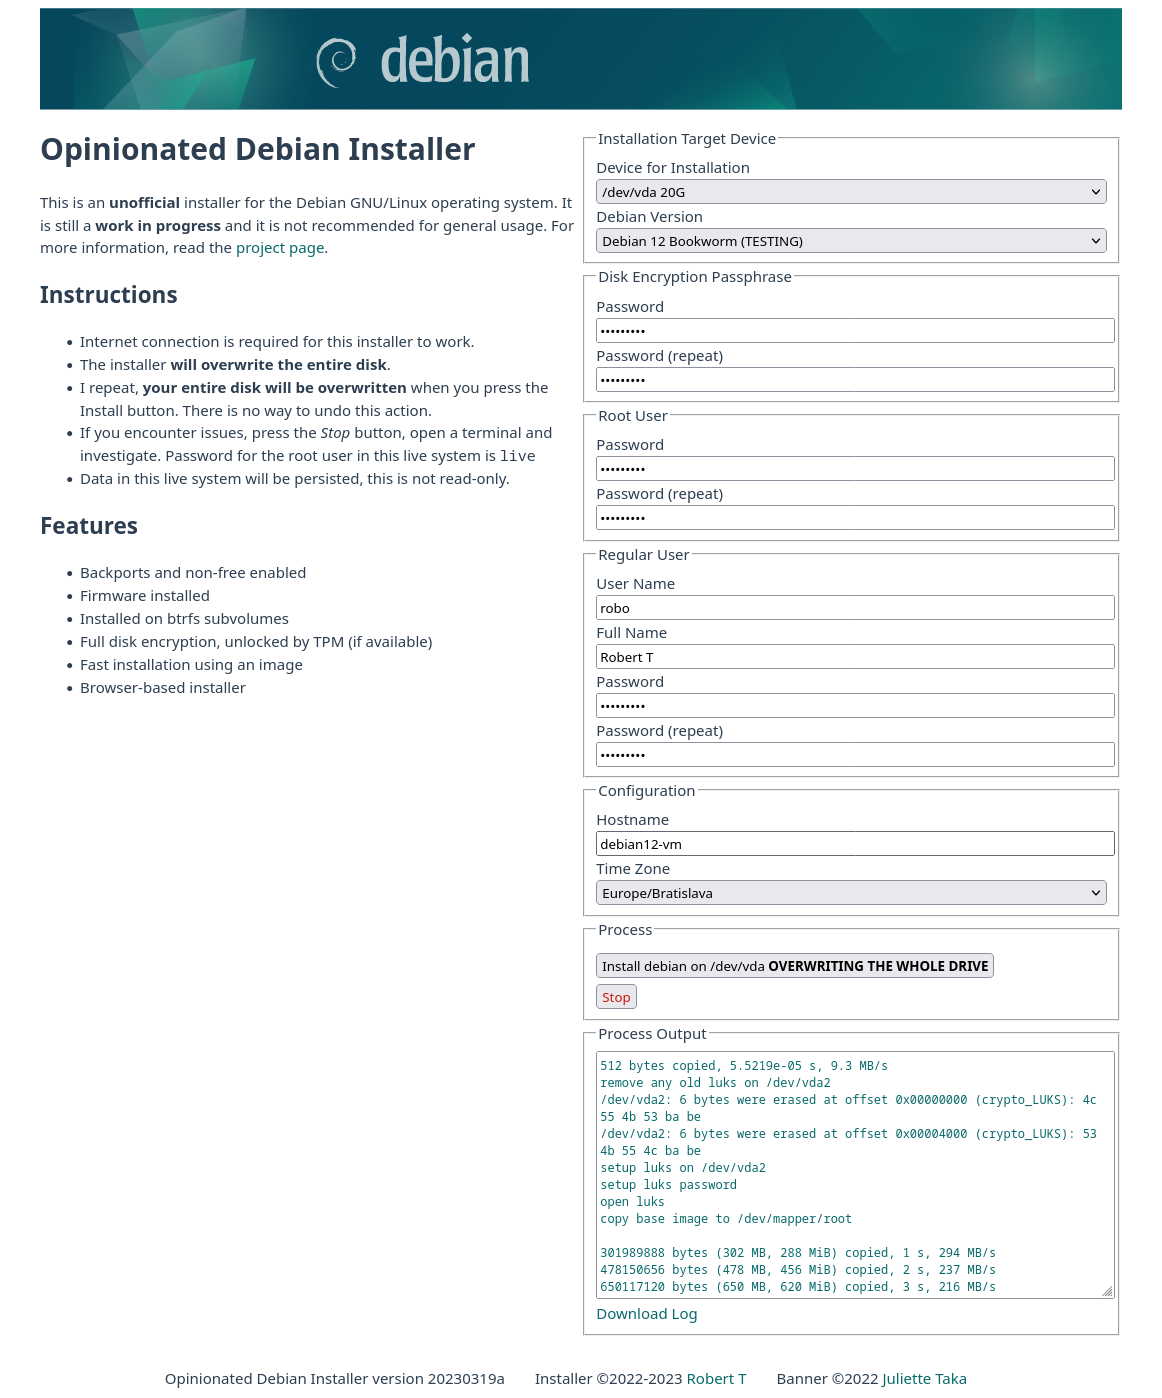 debian
Opinionated Debian Installer
This is an unofficial installer for the Debian GNU/Linux operating system. It
is still a work in progress and it is not recommended for general usage. For
more information, read the project page.
Instructions
• Internet connection is required for this installer to work.
• The installer will overwrite the entire disk.
• I repeat, your entire disk will be overwritten when you press the
Install button. There is no way to undo this action.
• If you encounter issues, press the Stop button, open a terminal and
investigate. Password for the root user in this live system is live
• Data in this live system will be persisted, this is not read-only.
Features
• Backports and non-free enabled
• Firmware installed
• Installed on btrfs subvolumes
• Full disk encryption, unlocked by TPM (if available)
• Fast installation using an image
• Browser-based installer
Installation Target Device
Device for Installation
/dev/vda 20G
Debian Version
Debian 12 Bookworm (TESTING)
Disk Encryption Passphrase
Password
•••••••••
Password (repeat)
•••••••••
Root User
Password
•••••••••
Password (repeat)
•••••••••
Regular User
User Name
robo
Full Name
Robert T
Password
•••••••••
Password (repeat)
•••••••••
Configuration
Hostname
debian12-vm
Time Zone
Europe/Bratislava
Process
Install debian on /dev/vda OVERWRITING THE WHOLE DRIVE
Stop
Process Output
512 bytes copied, 5.5219e-05 s, 9.3 MB/s
remove any old luks on /dev/vda2
/dev/vda2: 6 bytes were erased at offset 0x00000000 (crypto_LUKS): 4c
55 4b 53 ba be
/dev/vda2: 6 bytes were erased at offset 0x00004000 (crypto_LUKS): 53
4b 55 4c ba be
setup luks on /dev/vda2
setup luks password
open luks
copy base image to /dev/mapper/root
301989888 bytes (302 MB, 288 MiB) copied, 1 s, 294 MB/s
478150656 bytes (478 MB, 456 MiB) copied, 2 s, 237 MB/s
650117120 bytes (650 MB, 620 MiB) copied, 3 s, 216 MB/s
Download Log
Opinionated Debian Installer version 20230319a Installer ©2022-2023 Robert T Banner ©2022 Juliette Taka